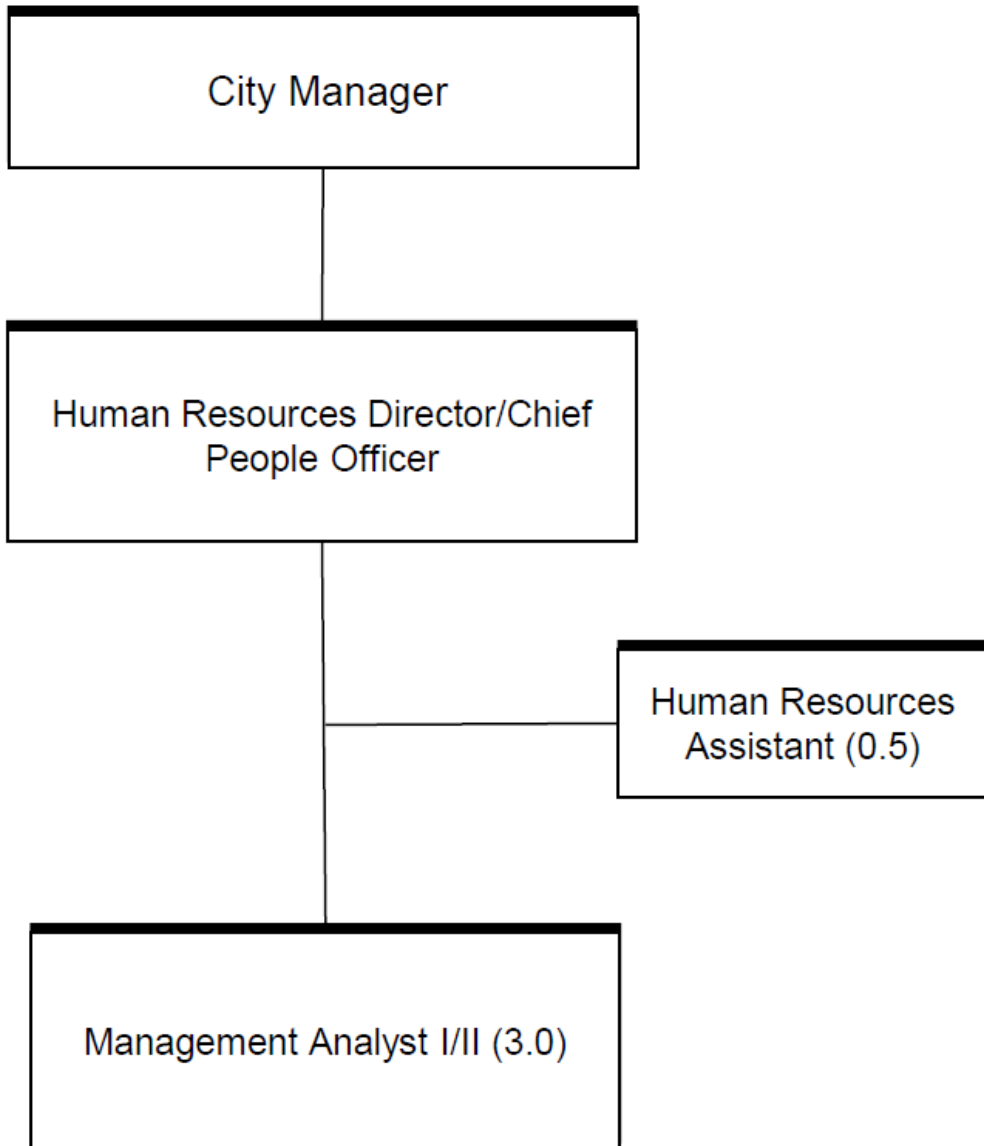 City Manager
Human Resources Director/Chief
People Officer
Human Resources
Assistant (0.5)
Management Analyst I/II (3.0)